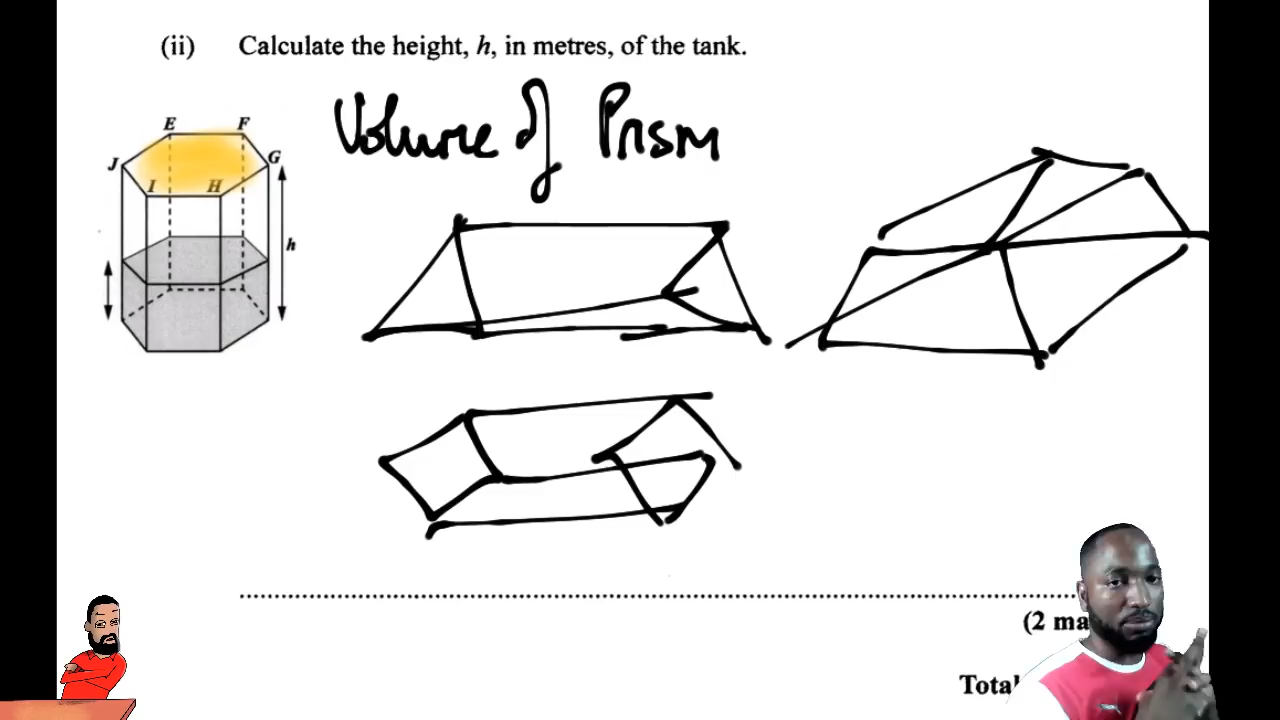 (ii) Calculate the height, h, in metres, of the tank.
Volume of Prism
E F
J G
I H
h
(2 ma
Total